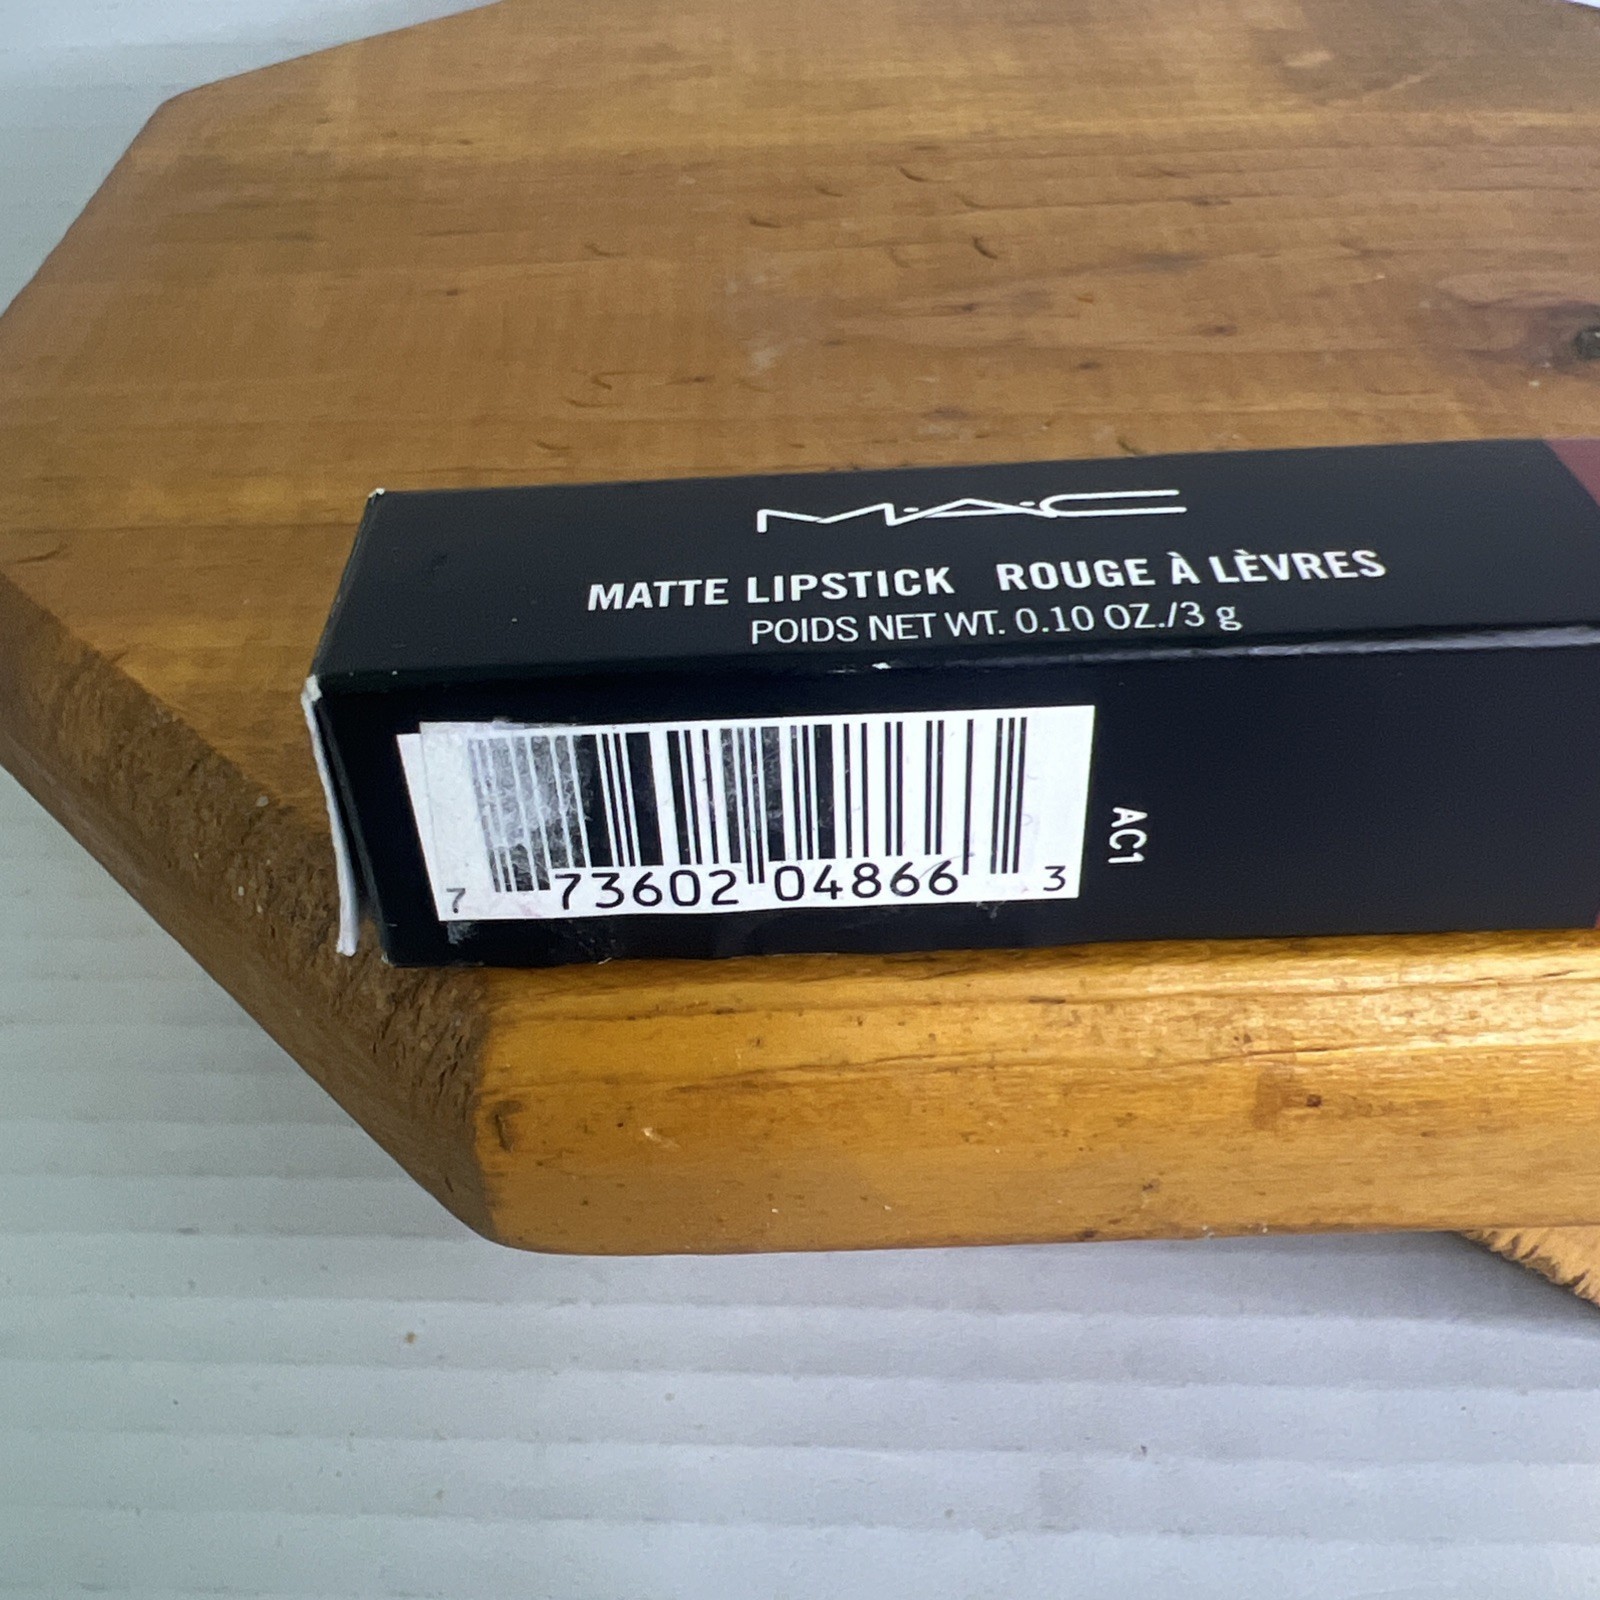 M·A·C
MATTE LIPSTICK ROUGE À LÈVRES
POIDS NET WT. 0.10 OZ./3 g
7 73602 04866 3
AC1